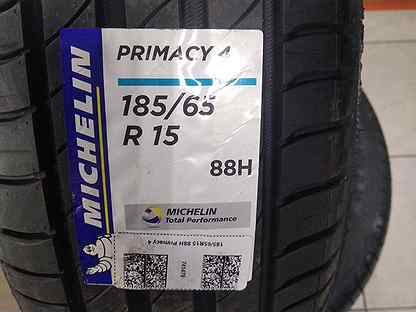 MICHELIN
PRIMACY 4
185/65
R 15
88H
MICHELIN
Total Performance
185/65R15 88H Primacy 4